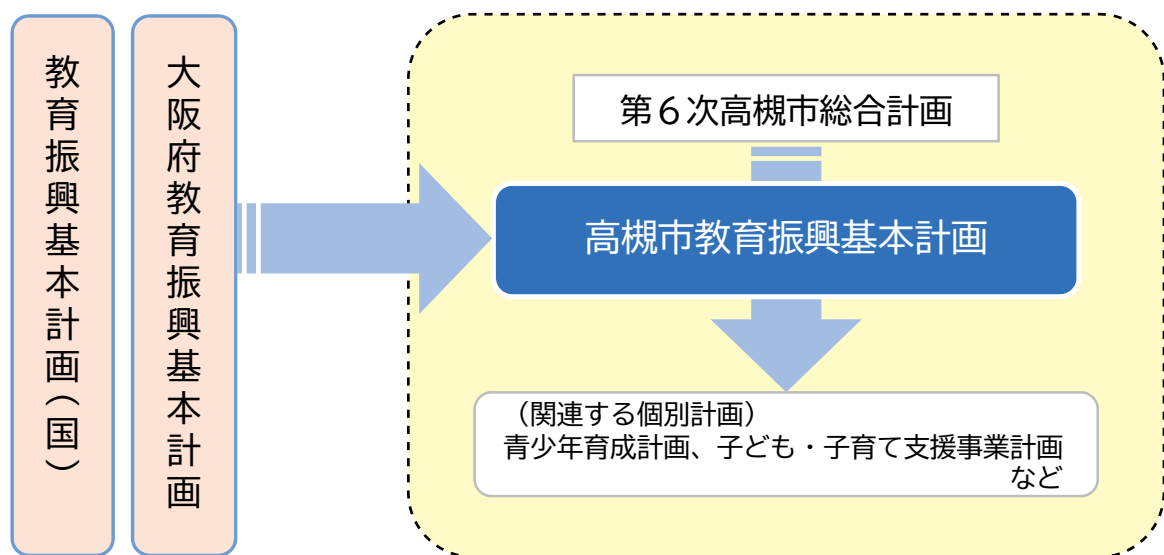 教育振興基本計画（国）
大阪府教育振興基本計画
第６次高槻市総合計画
高槻市教育振興基本計画
（関連する個別計画）
青少年育成計画、子ども・子育て支援事業計画
など